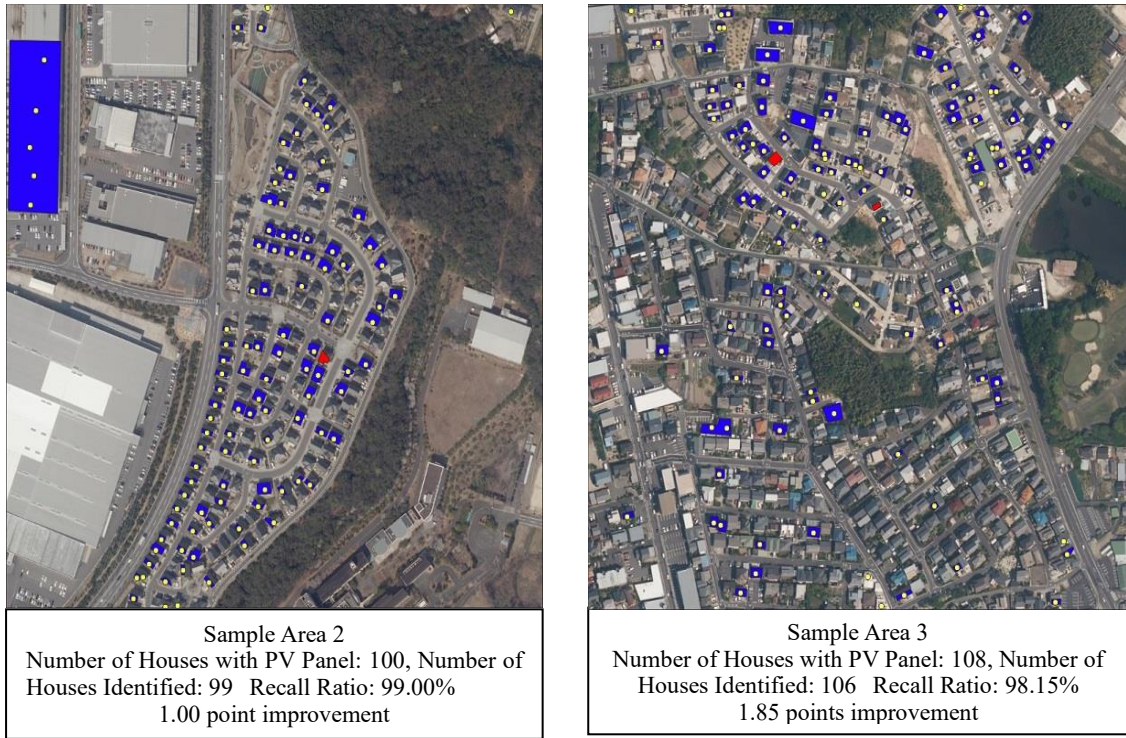 Sample Area 2
Number of Houses with PV Panel: 100, Number of
Houses Identified: 99 Recall Ratio: 99.00%
1.00 point improvement
Sample Area 3
Number of Houses with PV Panel: 108, Number of
Houses Identified: 106 Recall Ratio: 98.15%
1.85 points improvement